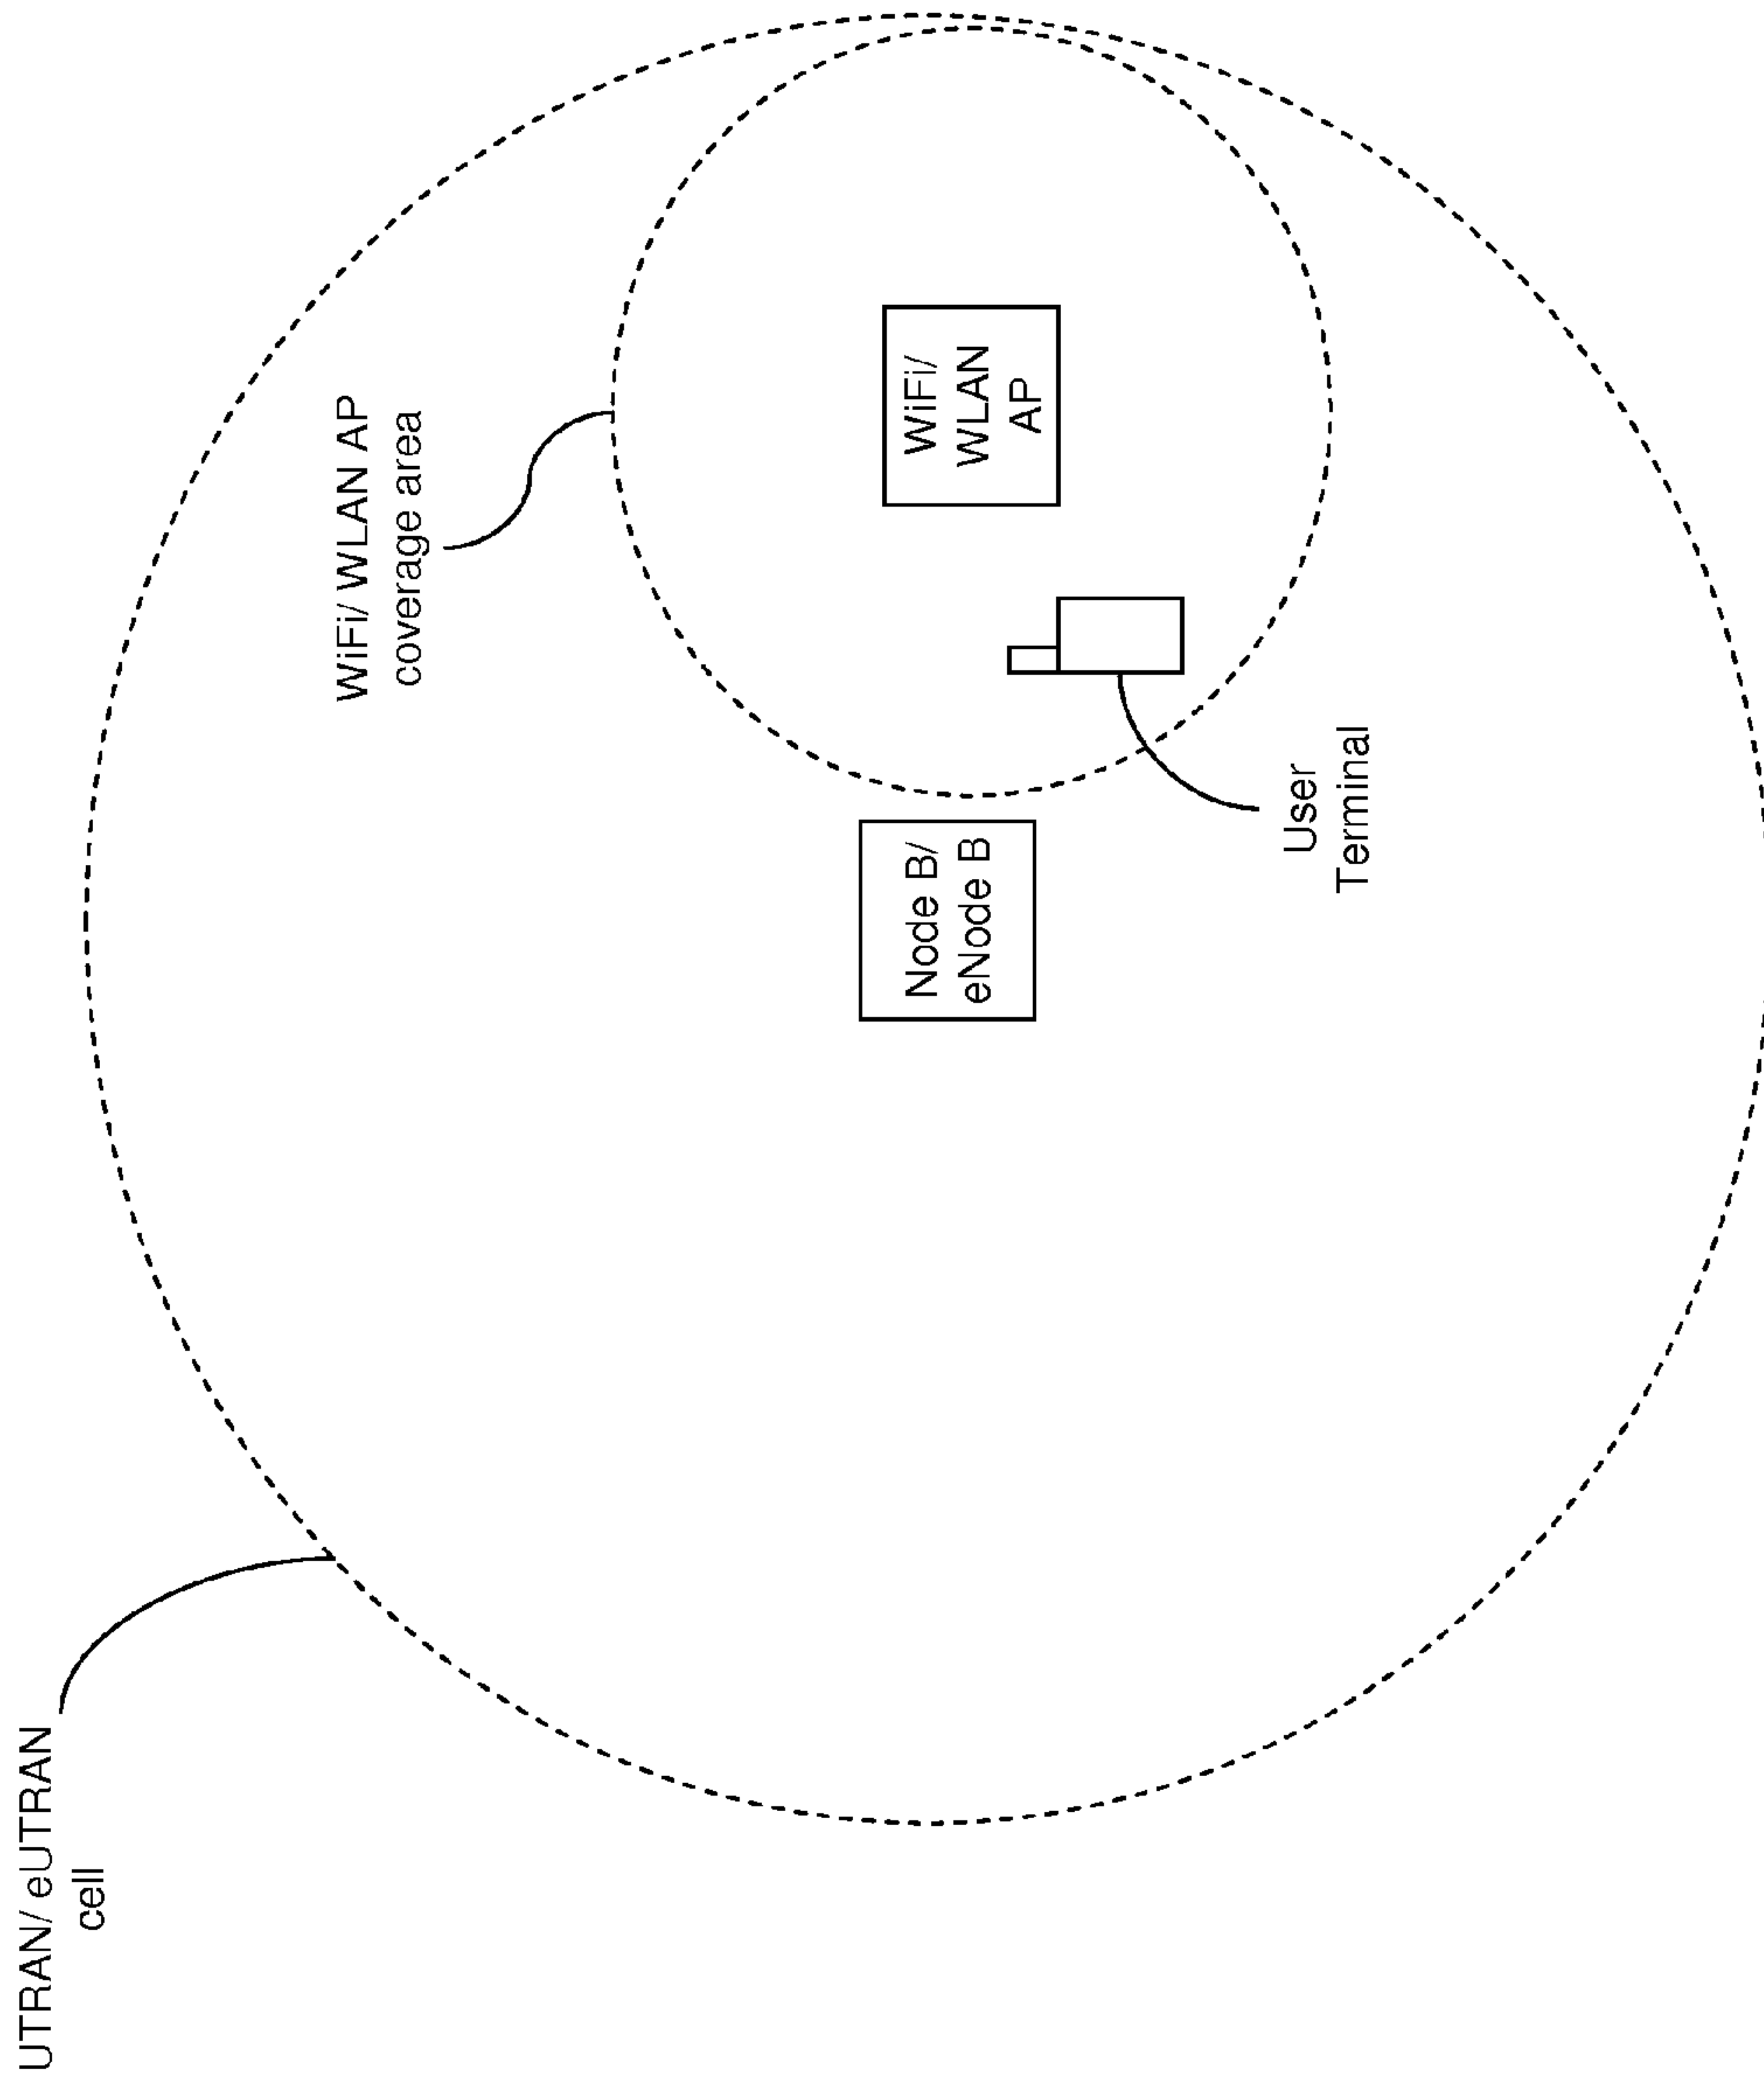 UTRAN/ eUTRAN
cell
WiFi/ WLAN AP
coverage area
Node B/
eNode B
WiFi/
WLAN
AP
User
Terminal